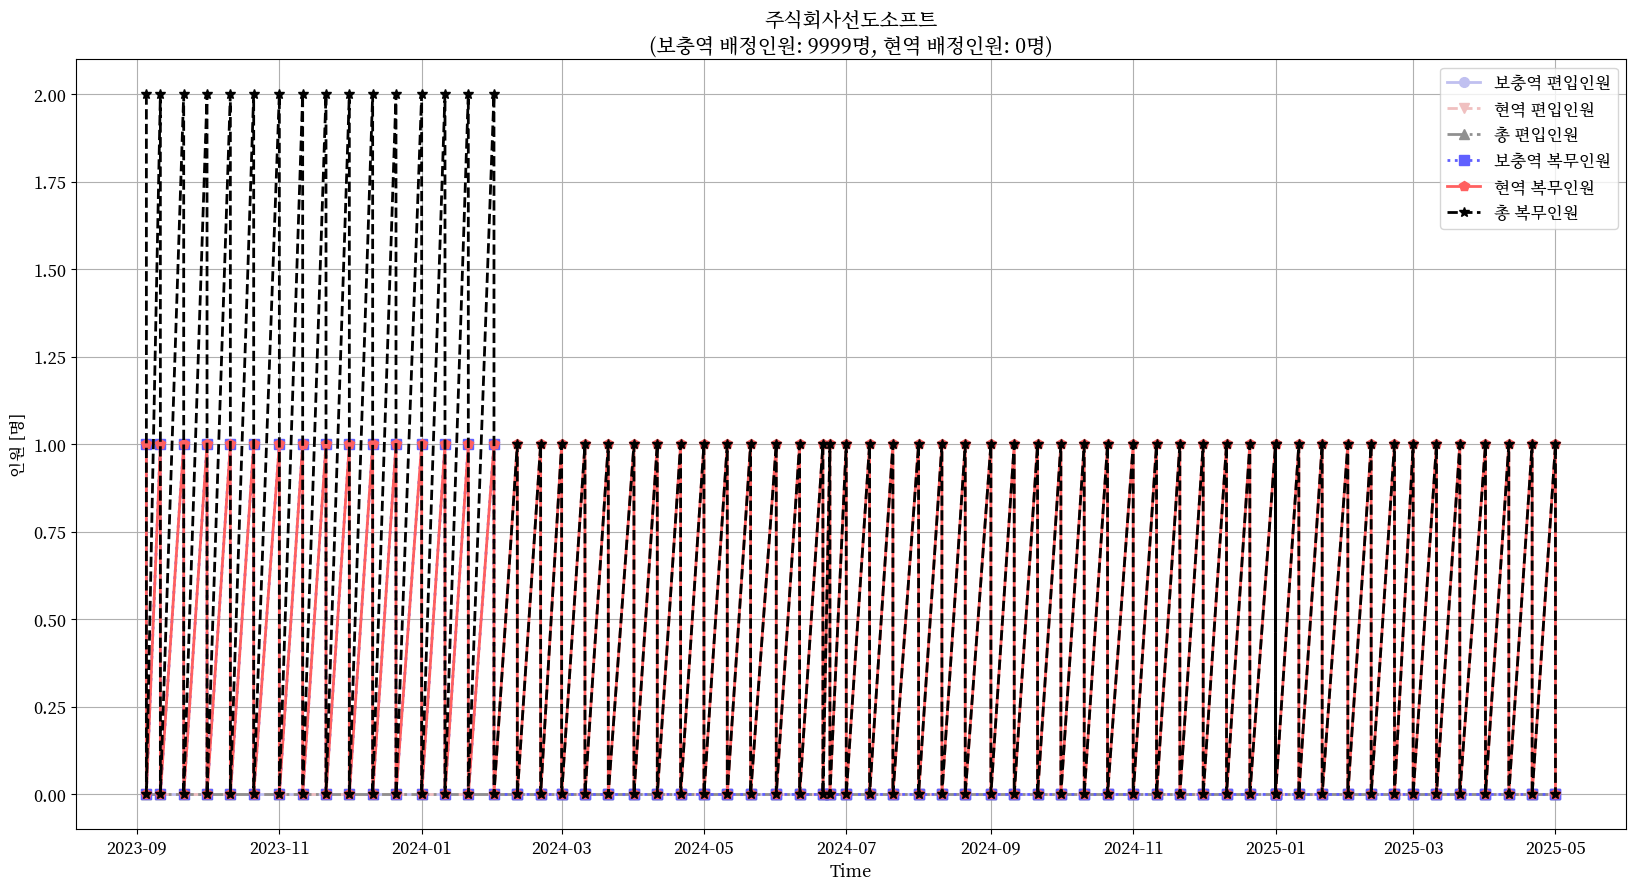 주식회사선도소프트
(보충역 배정인원: 9999명, 현역 배정인원: 0명)
보충역 편입인원
현역 편입인원
총 편입인원
보충역 복무인원
현역 복무인원
총 복무인원
2.00
1.75
1.50
1.25
1.00
0.75
0.50
0.25
0.00
인원 [명]
2023-09
2023-11
2024-01
2024-03
2024-05
2024-07
2024-09
2024-11
2025-01
2025-03
2025-05
Time